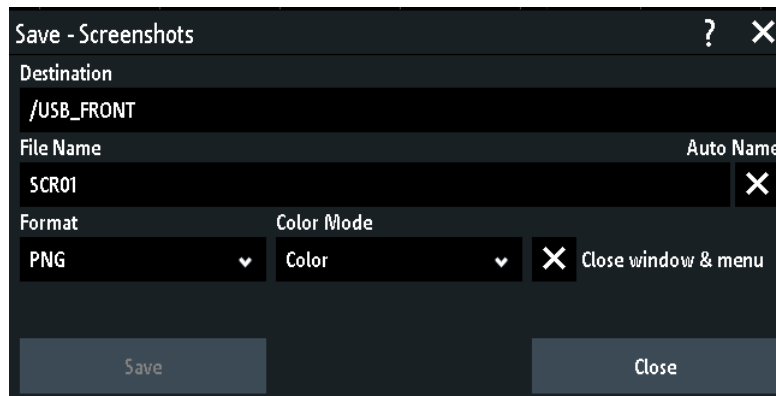 Save - Screenshots ?
Destination
/USB_FRONT
File Name Auto Name
SCR01
Format Color Mode
PNG Color Close window & menu
Save Close